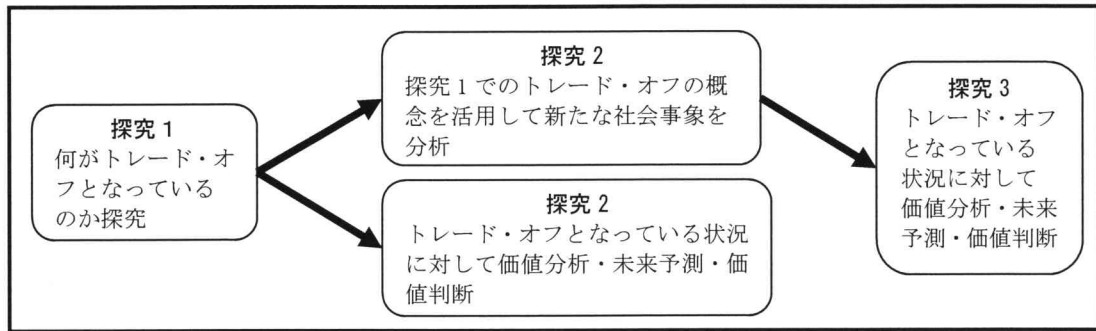 探究 1
何がトレード・オ
フとなっている
のか探究
探究 2
探究 1 でのトレード・オフの概
念を活用して新たな社会事象を
分析
探究 2
トレード・オフとなっている状況
に対して価値分析・未来予測・価
値判断
探究 3
トレード・オフ
となっている
状況に対して
価値分析・未来
予測・価値判断